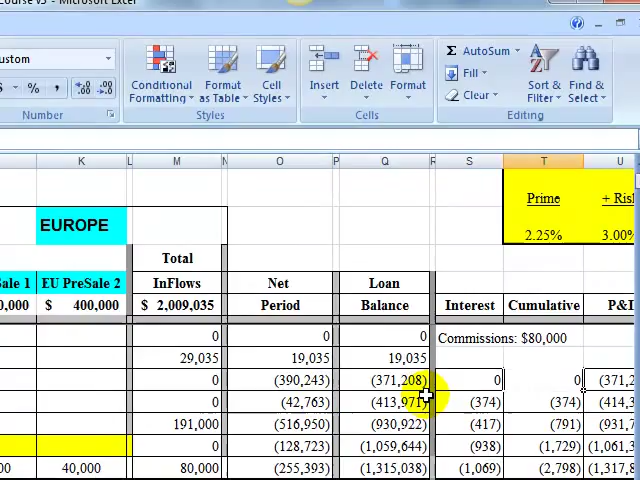 Course v3 - Microsoft Excel
ustom
% , .00
Conditional Formatting
Format as Table
Cell Styles
Insert
Delete
Format
Σ AutoSum
Fill
Clear
Sort & Filter
Find & Select
Number
Styles
Cells
Editing
K L M N O P Q R S T U
Prime + Ris
EUROPE
2.25% 3.00%
Total
ale 1 EU PreSale 2 InFlows Net Loan
0,000 $ 400,000 $ 2,009,035 Period Balance Interest Cumulative P&I
0 0 0 Commissions: $80,000
29,035 19,035 19,035
0 (390,243) (371,208) 0 0 (371,2
0 (42,763) (413,971) (374) (374) (414,3
191,000 (516,950) (930,922) (417) (791) (931,7
0 (128,723) (1,059,644) (938) (1,729) (1,061,3
000 40,000 80,000 (255,393) (1,315,038) (1,069) (2,798) (1,317,8